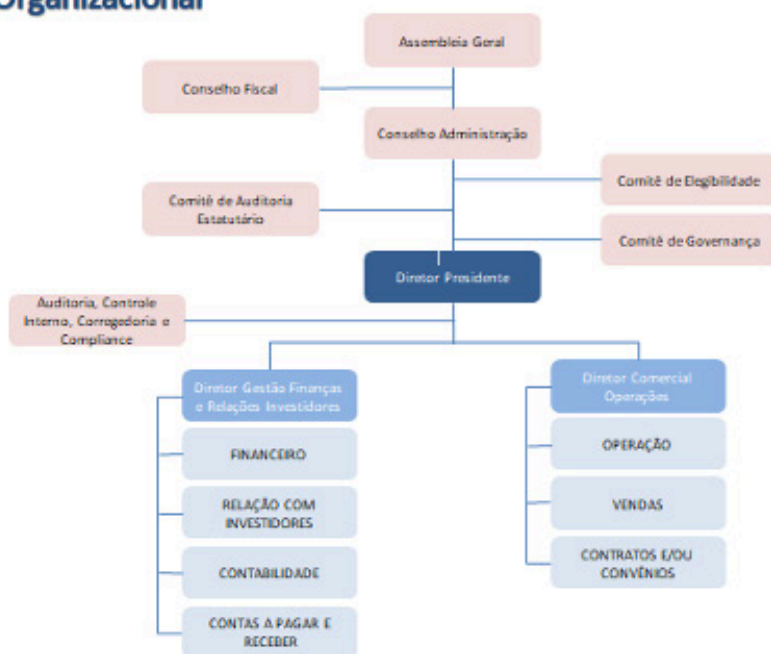 Organizacional
Assembleia Geral
Conselho Fiscal
Conselho Administração
Comitê de Elegibilidade
Comitê de Auditoria
Estatutário
Comitê de Governança
Diretor Presidente
Auditoria, Controle
Interno, Corregedoria e
Compliance
Diretor Gestão Finanças
e Relações Investidores
Diretor Comercial
Operações
FINANCEIRO
OPERAÇÃO
RELAÇÃO COM
INVESTIDORES
VENDAS
CONTABILIDADE
CONTRATOS E/OU
CONVÊNIOS
CONTAS A PAGAR E
RECEBER